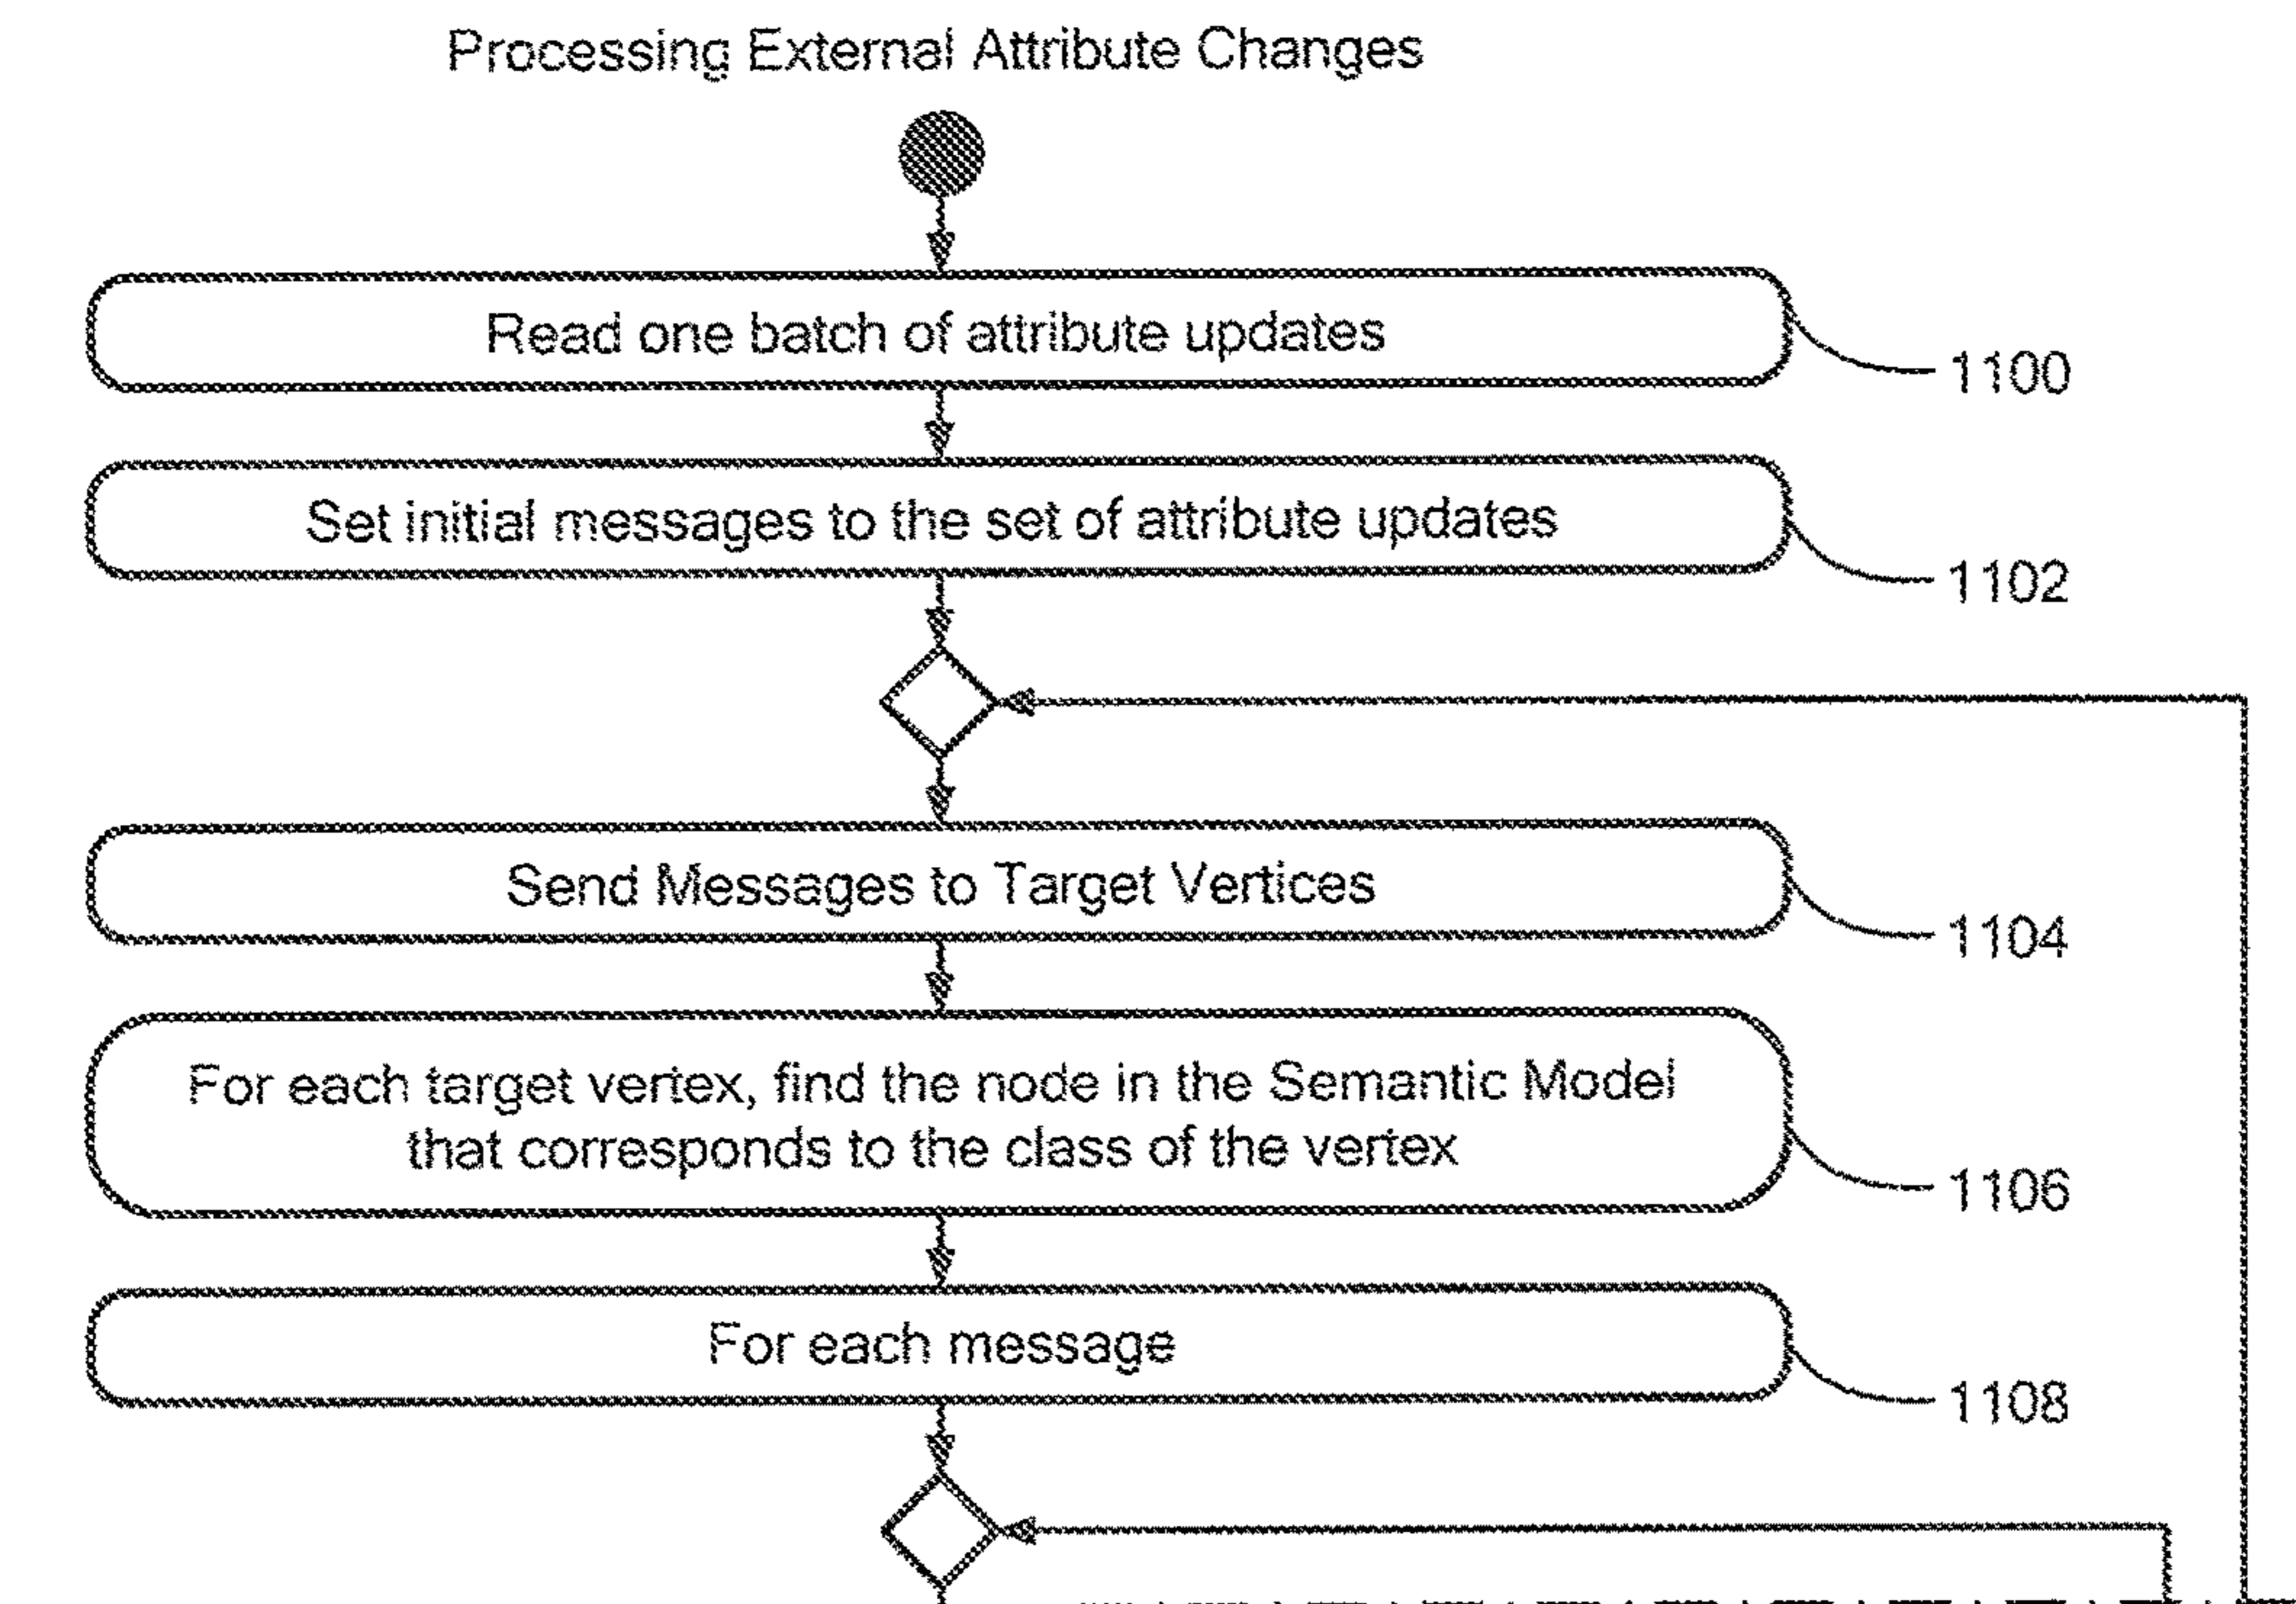 Processing External Attribute Changes
Read one batch of attribute updates
1100
Set initial messages to the set of attribute updates
1102
Send Messages to Target Vertices
1104
For each target vertex, find the node in the Semantic Model
that corresponds to the class of the vertex
1106
For each message
1108